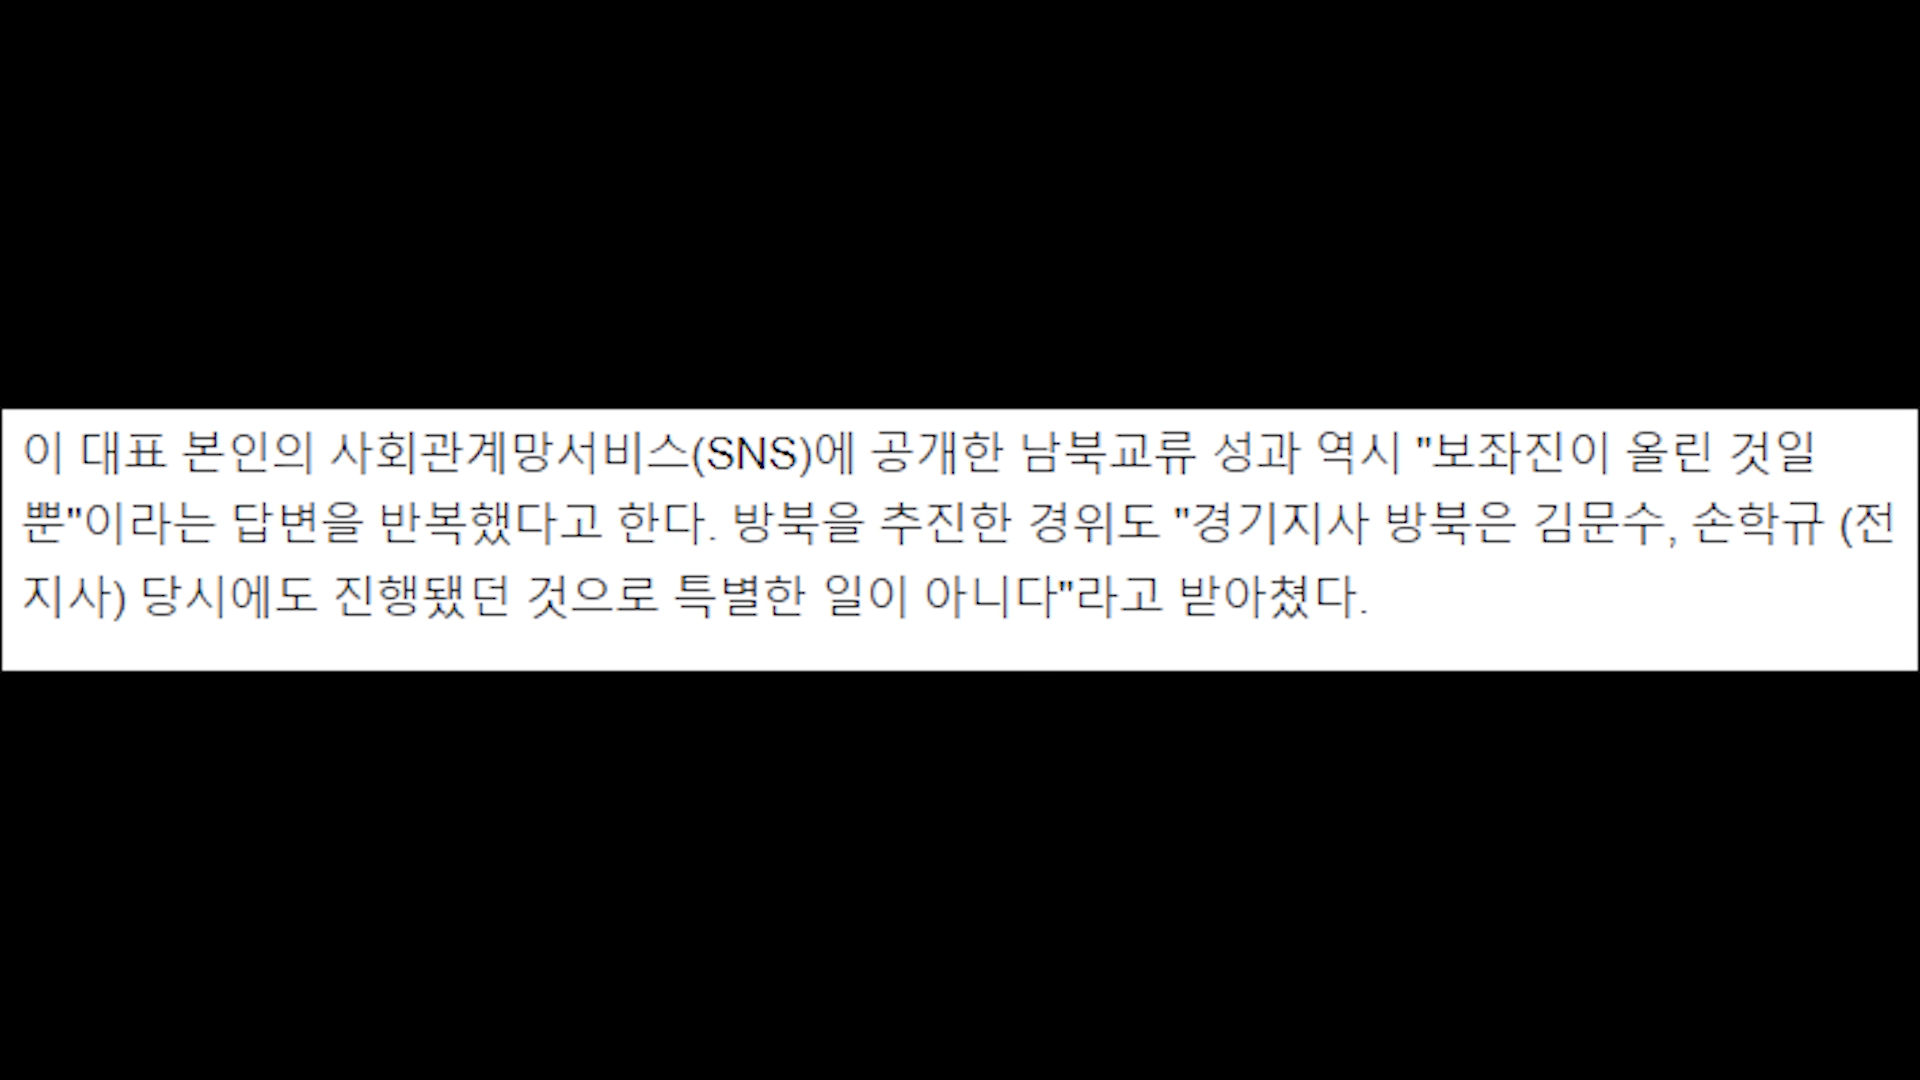 이 대표 본인의 사회관계망서비스(SNS)에 공개한 남북교류 성과 역시 "보좌진이 올린 것일
뿐"이라는 답변을 반복했다고 한다. 방북을 추진한 경위도 "경기지사 방북은 김문수, 손학규 (전
지사) 당시에도 진행됐던 것으로 특별한 일이 아니다"라고 받아쳤다.